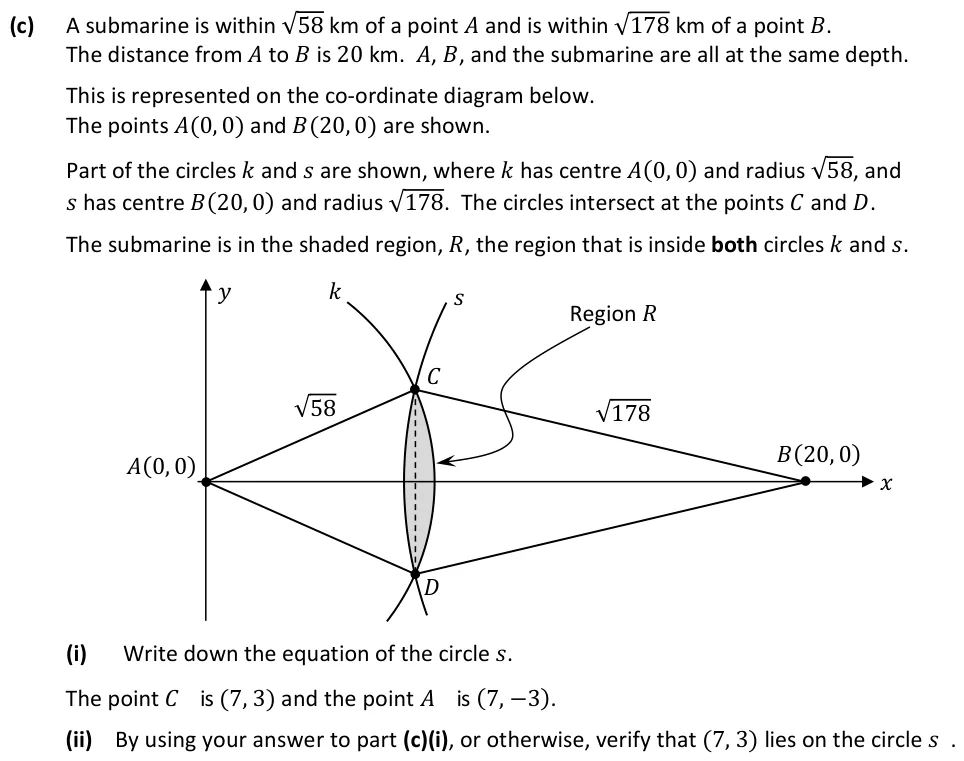 (c) A submarine is within √58 km of a point A and is within √178 km of a point B.
The distance from A to B is 20 km. A, B, and the submarine are all at the same depth.
This is represented on the co-ordinate diagram below.
The points A(0, 0) and B(20, 0) are shown.
Part of the circles k and s are shown, where k has centre A(0, 0) and radius √58, and
s has centre B(20, 0) and radius √178. The circles intersect at the points C and D.
The submarine is in the shaded region, R, the region that is inside both circles k and s.
y
k
s
Region R
C
√58
√178
A(0, 0)
B(20, 0)
x
D
(i) Write down the equation of the circle s.
The point C is (7, 3) and the point A is (7, −3).
(ii) By using your answer to part (c)(i), or otherwise, verify that (7, 3) lies on the circle s .